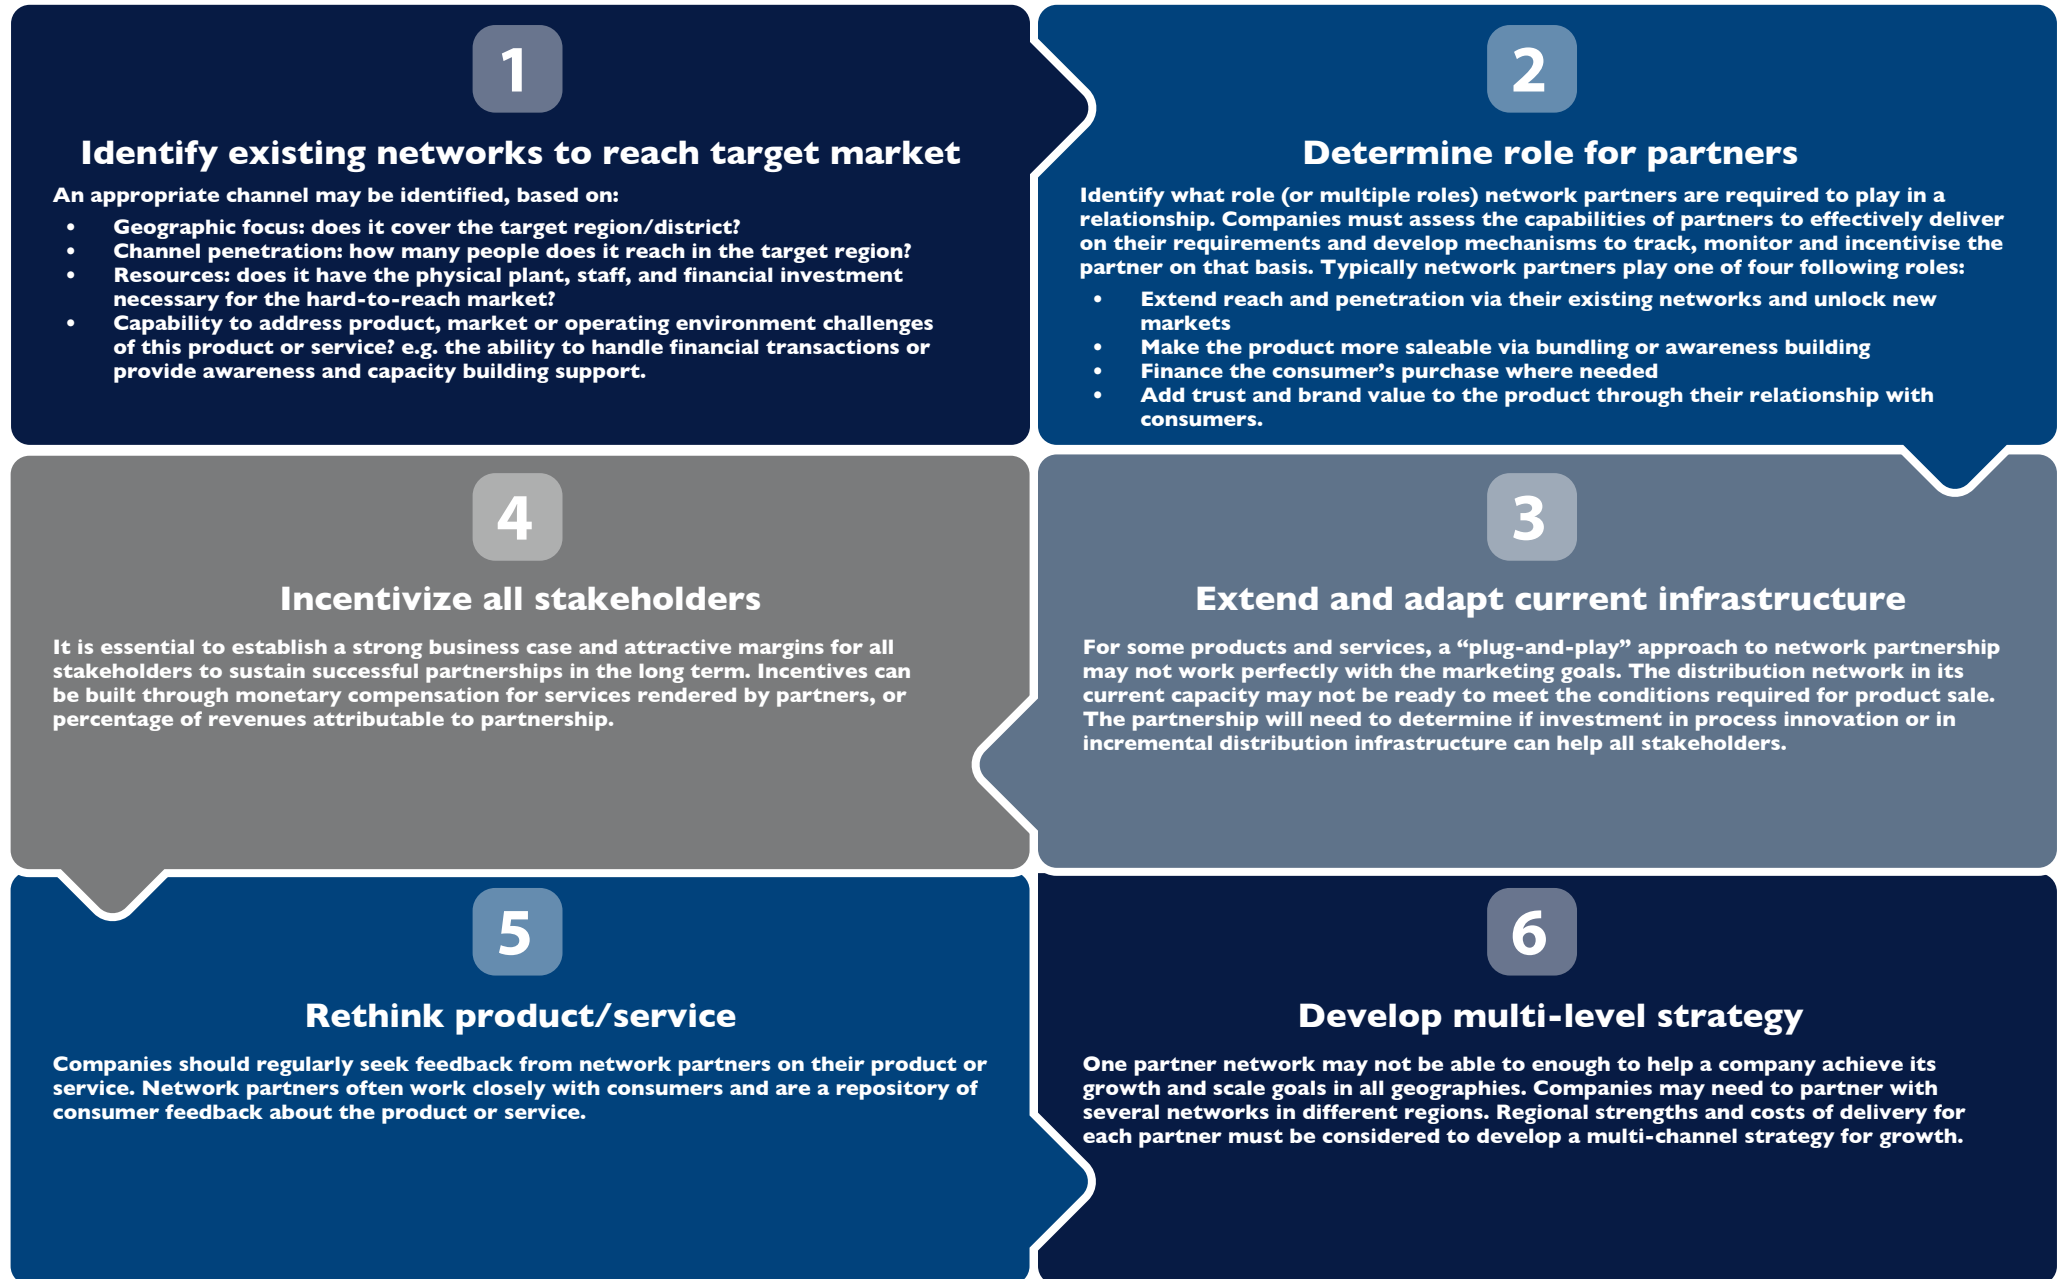 1
Identify existing networks to reach target market
An appropriate channel may be identified, based on:
• Geographic focus: does it cover the target region/district?
• Channel penetration: how many people does it reach in the target region?
• Resources: does it have the physical plant, staff, and financial investment
necessary for the hard-to-reach market?
• Capability to address product, market or operating environment challenges
of this product or service? e.g. the ability to handle financial transactions or
provide awareness and capacity building support.
2
Determine role for partners
Identify what role (or multiple roles) network partners are required to play in a
relationship. Companies must assess the capabilities of partners to effectively deliver
on their requirements and develop mechanisms to track, monitor and incentivise the
partner on that basis. Typically network partners play one of four following roles:
• Extend reach and penetration via their existing networks and unlock new
markets
• Make the product more saleable via bundling or awareness building
• Finance the consumer’s purchase where needed
• Add trust and brand value to the product through their relationship with
consumers.
3
Extend and adapt current infrastructure
For some products and services, a “plug-and-play” approach to network partnership
may not work perfectly with the marketing goals. The distribution network in its
current capacity may not be ready to meet the conditions required for product sale.
The partnership will need to determine if investment in process innovation or in
incremental distribution infrastructure can help all stakeholders.
4
Incentivize all stakeholders
It is essential to establish a strong business case and attractive margins for all
stakeholders to sustain successful partnerships in the long term. Incentives can
be built through monetary compensation for services rendered by partners, or
percentage of revenues attributable to partnership.
5
Rethink product/service
Companies should regularly seek feedback from network partners on their product or
service. Network partners often work closely with consumers and are a repository of
consumer feedback about the product or service.
6
Develop multi-level strategy
One partner network may not be able to enough to help a company achieve its
growth and scale goals in all geographies. Companies may need to partner with
several networks in different regions. Regional strengths and costs of delivery for
each partner must be considered to develop a multi-channel strategy for growth.